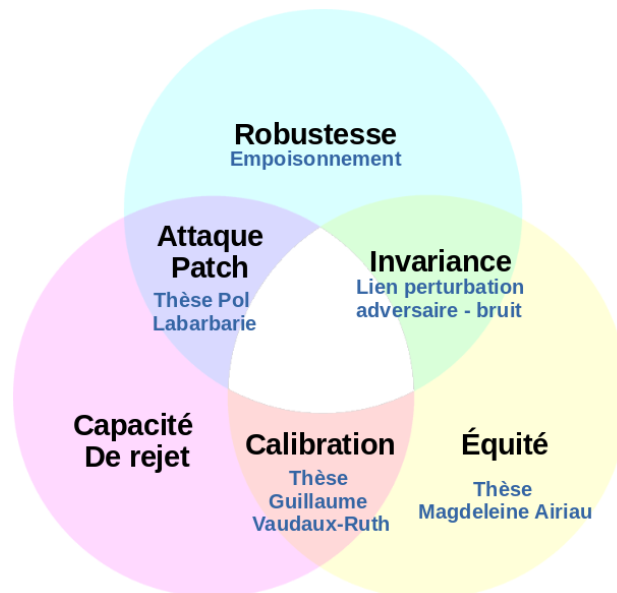 Robustesse
Empoisonnement
Attaque
Patch
Thèse Pol
Labarbarie
Invariance
Lien perturbation
adversaire - bruit
Capacité
De rejet
Calibration
Thèse
Guillaume
Vaudaux-Ruth
Équité
Thèse
Magdeleine Airiau